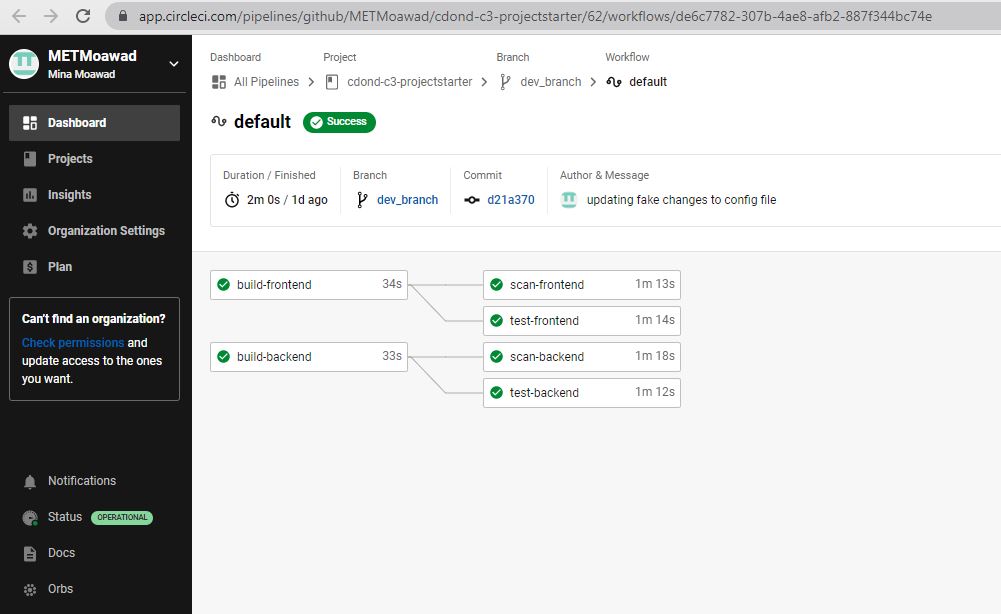 app.circleci.com/pipelines/github/METMoawad/cdond-c3-projectstarter/62/workflows/de6c7782-307b-4ae8-afb2-887f344bc74e
METMoawad
Mina Moawad
Dashboard
Projects
Insights
Organization Settings
Plan
Can't find an organization?
Check permissions and
update access to the ones
you want.
Notifications
Status OPERATIONAL
Docs
Orbs
Dashboard Project Branch Workflow
All Pipelines cdond-c3-projectstarter dev_branch default
default Success
Duration / Finished Branch Commit Author & Message
2m 0s / 1d ago dev_branch d21a370 updating fake changes to config file
build-frontend 34s scan-frontend 1m 13s
test-frontend 1m 14s
build-backend 33s scan-backend 1m 18s
test-backend 1m 12s